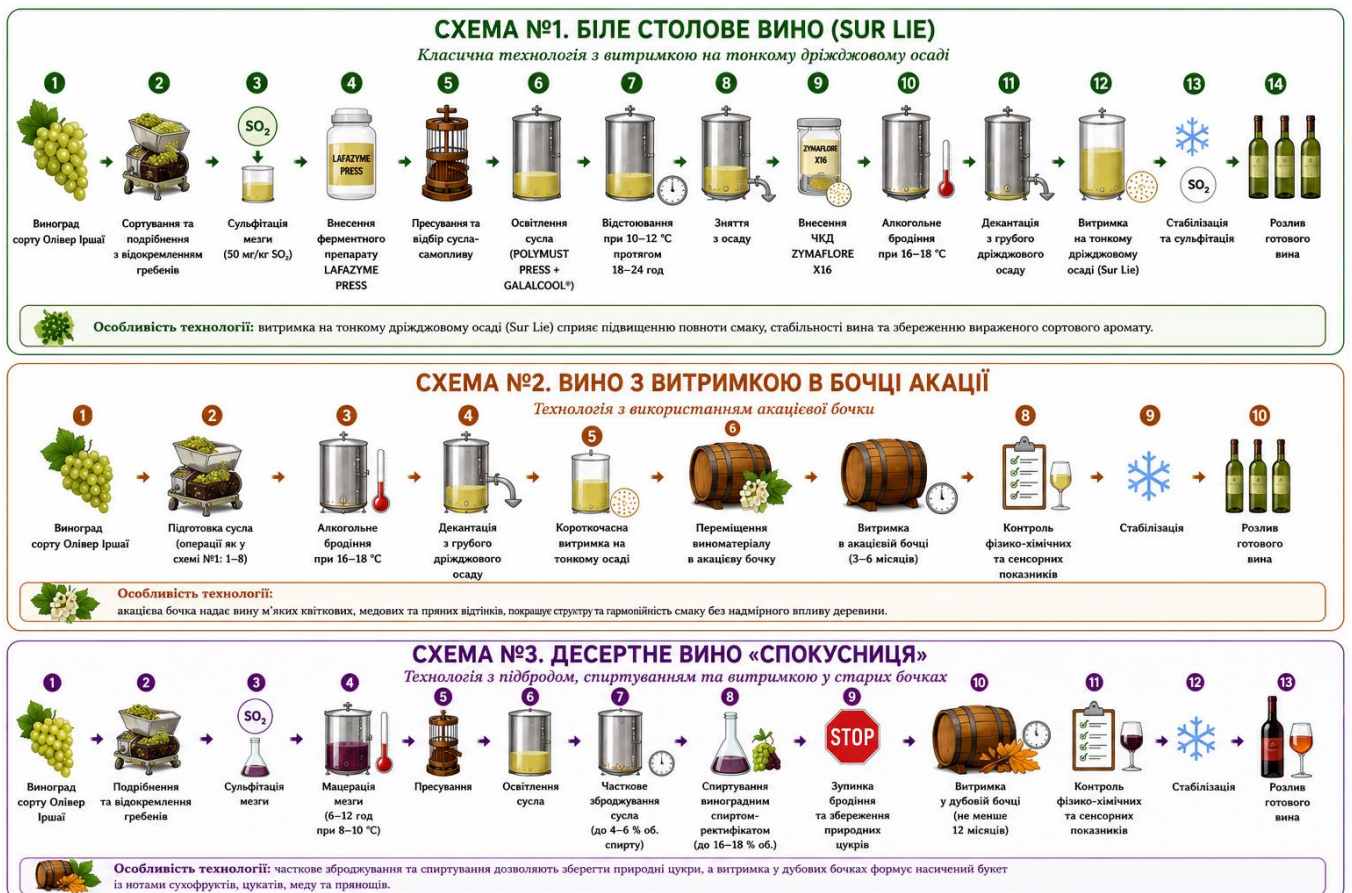 СХЕМА №1. БІЛЕ СТОЛОВЕ ВИНО (SUR LIE)
Класична технологія з витримкою на тонкому дріжджовому осаді
1
Виноград
сорту Олівер Іршаї
2
Сортування та
подрібнення
з відокремленням
гребенів
3
SO₂
Сульфітація
мезги
(50 мг/кг SO₂)
4
LAFAZYME
PRESS
Внесення
ферментного
препарату
LAFAZYME
PRESS
5
Пресування та
відбір сусла-
самопливу
6
Освітлення
сусла
(POLYMUST
PRESS +
GALALCOOL®)
7
Відстоювання
при 10–12 °C
протягом
18–24 год
8
Зняття
з осаду
9
ZYMAFLORE
X16
Внесення
ЧКД
ZYMAFLORE
X16
10
Алкогольне
бродіння
при 16–18 °C
11
Декантація
з грубого
дріжджового
осаду
12
Витримка
на тонкому
дріжджовому
осаді (Sur Lie)
13
SO₂
Стабілізація
та сульфітація
14
Розлив
готового
вина
Особливість технології: витримка на тонкому дріжджовому осаді (Sur Lie) сприяє підвищенню повноти смаку, стабільності вина та збереженню вираженого сортового аромату.
СХЕМА №2. ВИНО З ВИТРИМКОЮ В БОЧЦІ АКАЦІЇ
Технологія з використанням акацієвої бочки
1
Виноград
сорту Олівер Іршаї
2
Підготовка сусла
(операції як у
схемі №1: 1–8)
3
Алкогольне
бродіння
при 16–18 °C
4
Декантація
з грубого
дріжджового
осаду
5
Короткочасна
витримка на
тонкому осаді
6
Переміщення
виноматеріалу
в акацієву бочку
Витримка
в акацієвій бочці
(3–6 місяців)
8
Контроль
фізико-хімічних
та сенсорних
показників
9
Стабілізація
10
Розлив
готового
вина
Особливість технології:
акацієва бочка надає вину м'яких квіткових, медових та пряних відтінків, покращує структуру та гармонійність смаку без надмірного впливу деревини.
СХЕМА №3. ДЕСЕРТНЕ ВИНО «СПОКУСНИЦЯ»
Технологія з підбродом, спиртуванням та витримкою у старих бочках
1
Виноград
сорту Олівер
Іршаї
2
Подрібнення
та відокремлення
гребенів
3
SO₂
Сульфітація
мезги
4
Мацерація
мезги
(6–12 год
при 8–10 °C)
5
Пресування
6
Освітлення
сусла
7
Часткове
зброджування
сусла
(до 4–6 % об.
спирту)
8
Спиртування
виноградним
спиртом-
ректифікатом
(до 16–18 % об.)
9
STOP
Зупинка
бродіння
та збереження
природних
цукрів
10
Витримка
у дубовій бочці
(не менше
12 місяців)
11
Контроль
фізико-хімічних
та сенсорних
показників
12
Стабілізація
13
Розлив
готового
вина
Особливість технології: часткове зброджування та спиртування дозволяють зберегти природні цукри, а витримка у дубових бочках формує насичений букет
із нотами сухофруктів, цукатів, меду та прянощів.